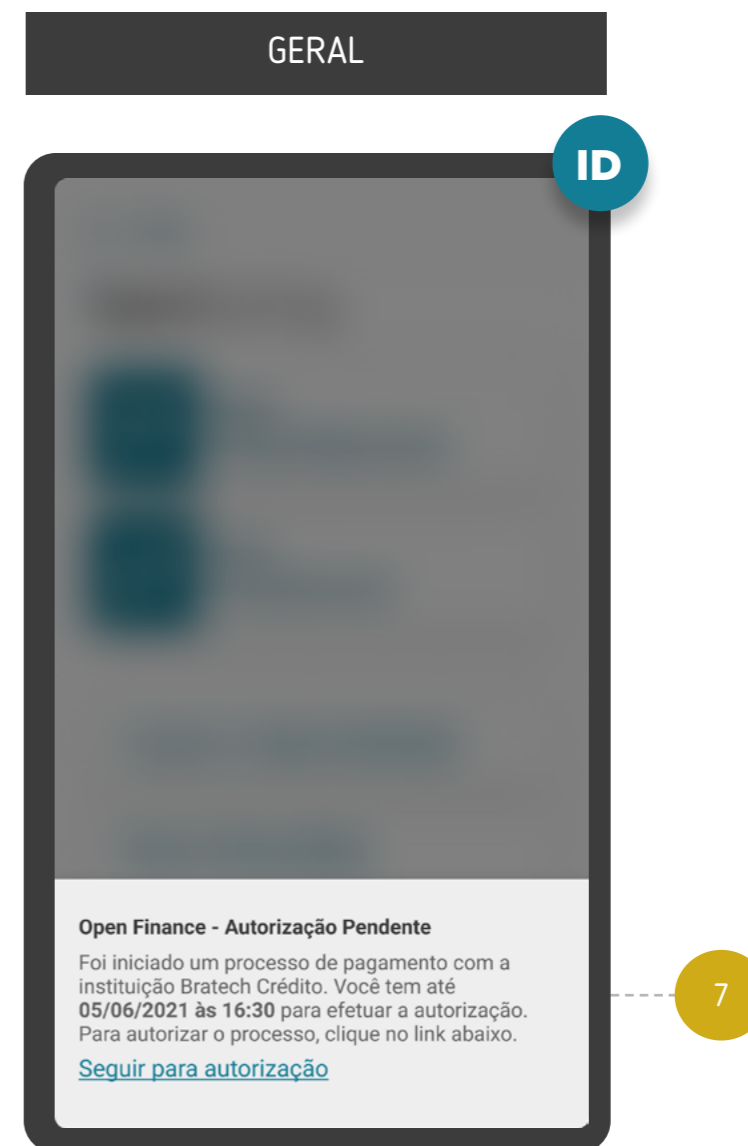 GERAL
ID
Open Finance - Autorização Pendente
Foi iniciado um processo de pagamento com a
instituição Bratech Crédito. Você tem até
05/06/2021 às 16:30 para efetuar a autorização.
Para autorizar o processo, clique no link abaixo.
Seguir para autorização
7